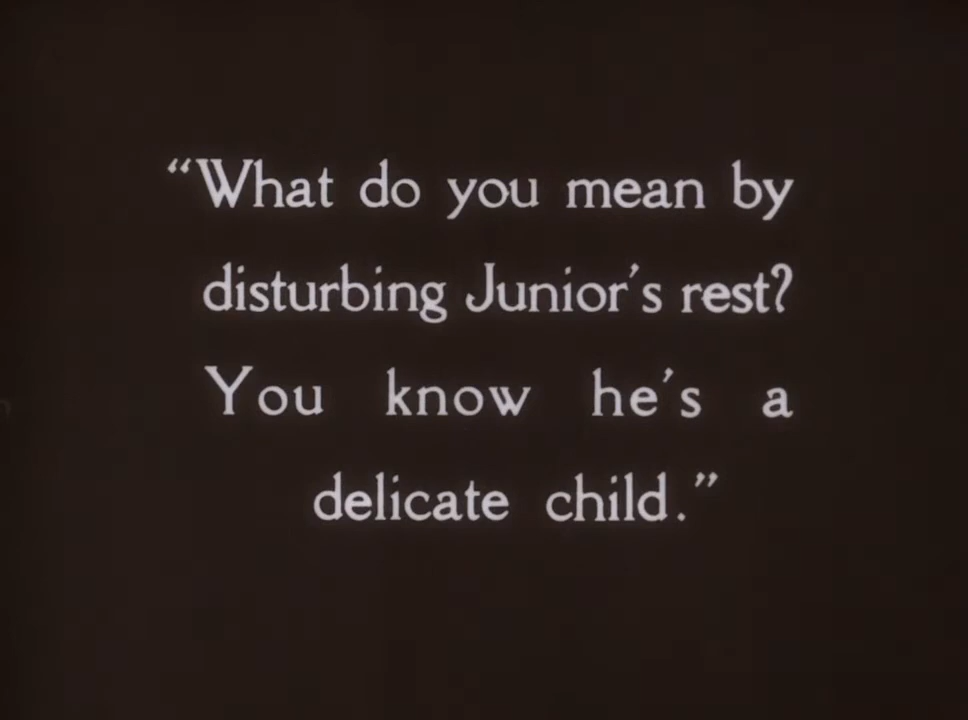 “What do you mean by
disturbing Junior’s rest?
You know he’s a
delicate child.”